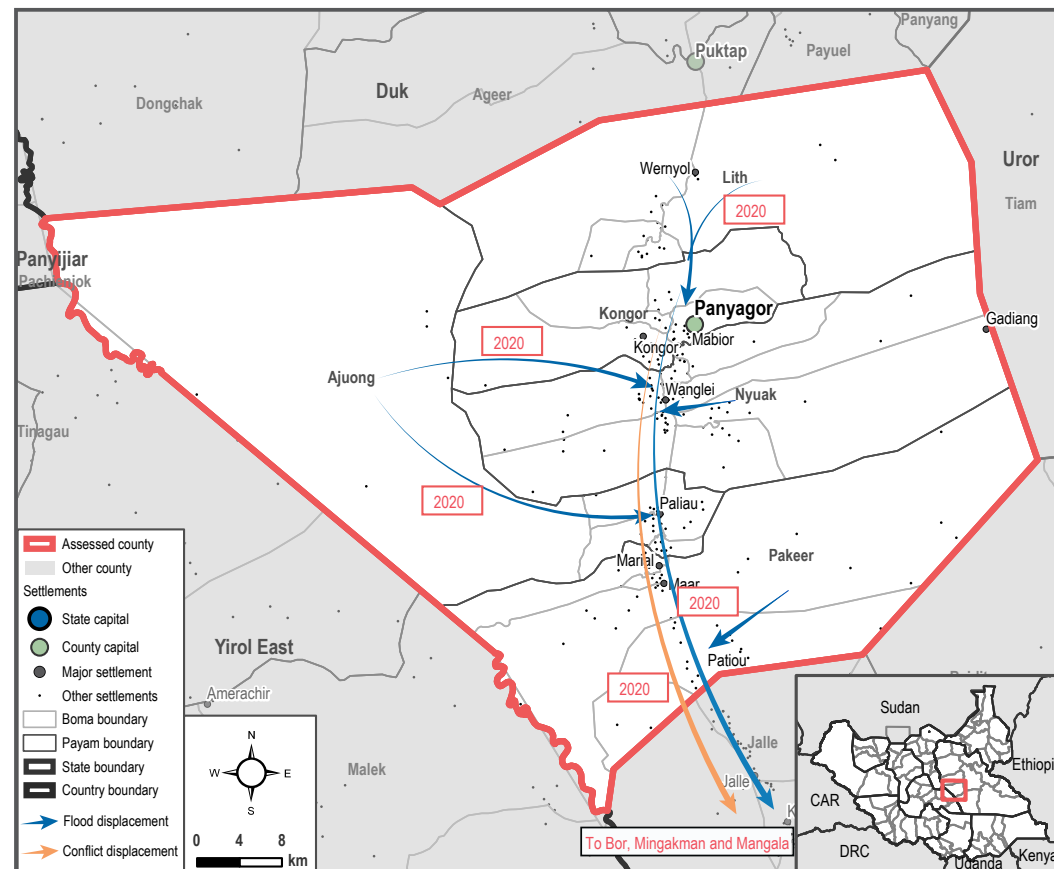 Panyang
Puktap
Payuel
Duk
Ageer
Dongchak
Uror
Wernyol
Lith
Tiam
2020
Panyijiar
Kongor
Panyagor
Gadiang
2020
Kongor
Mabior
Ajuong
Wanglei
Nyuak
Tinagau
2020
Paliau
Pakeer
Marial
Maar
2020
Yirol East
Patiou
2020
Amerachir
Jalle
Malek
Jalle
To Bor, Mingakman and Mangala
Assessed county
Other county
Settlements
State capital
County capital
Major settlement
Other settlements
Boma boundary
Payam boundary
State boundary
Country boundary
Flood displacement
Conflict displacement
N
W
E
S
0 4 8
km
Sudan
Ethiopi
CAR
DRC
Uganda
Kenya